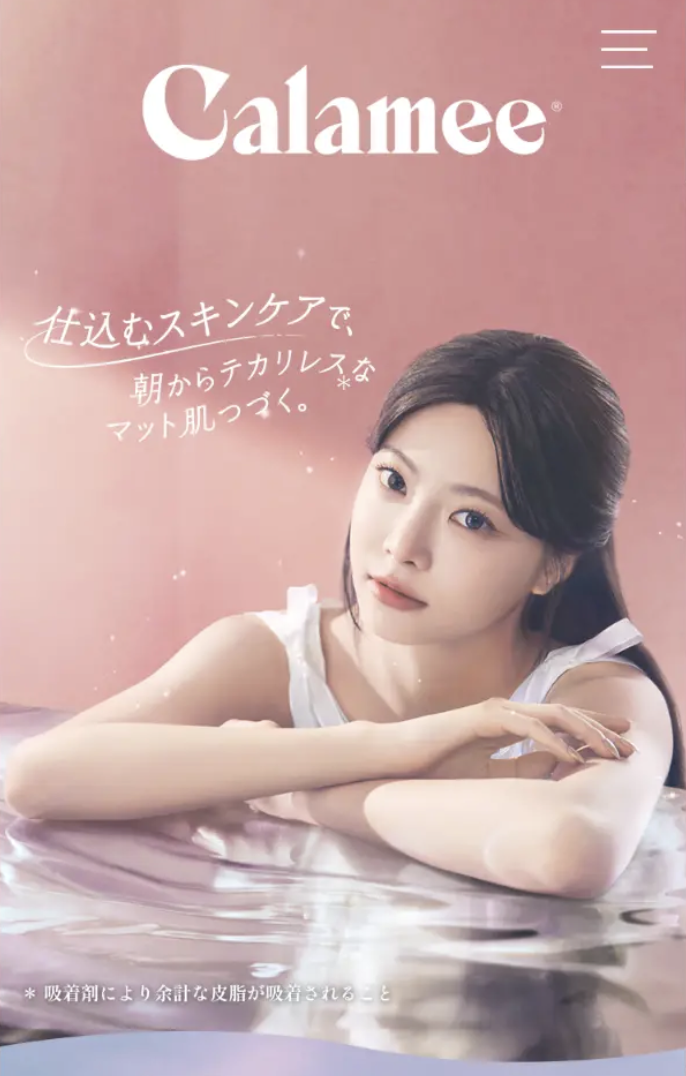 Calamee®
仕込むスキンケアで、
朝からテカリレス*な
マット肌つづく。
* 吸着剤により余計な皮脂が吸着されること